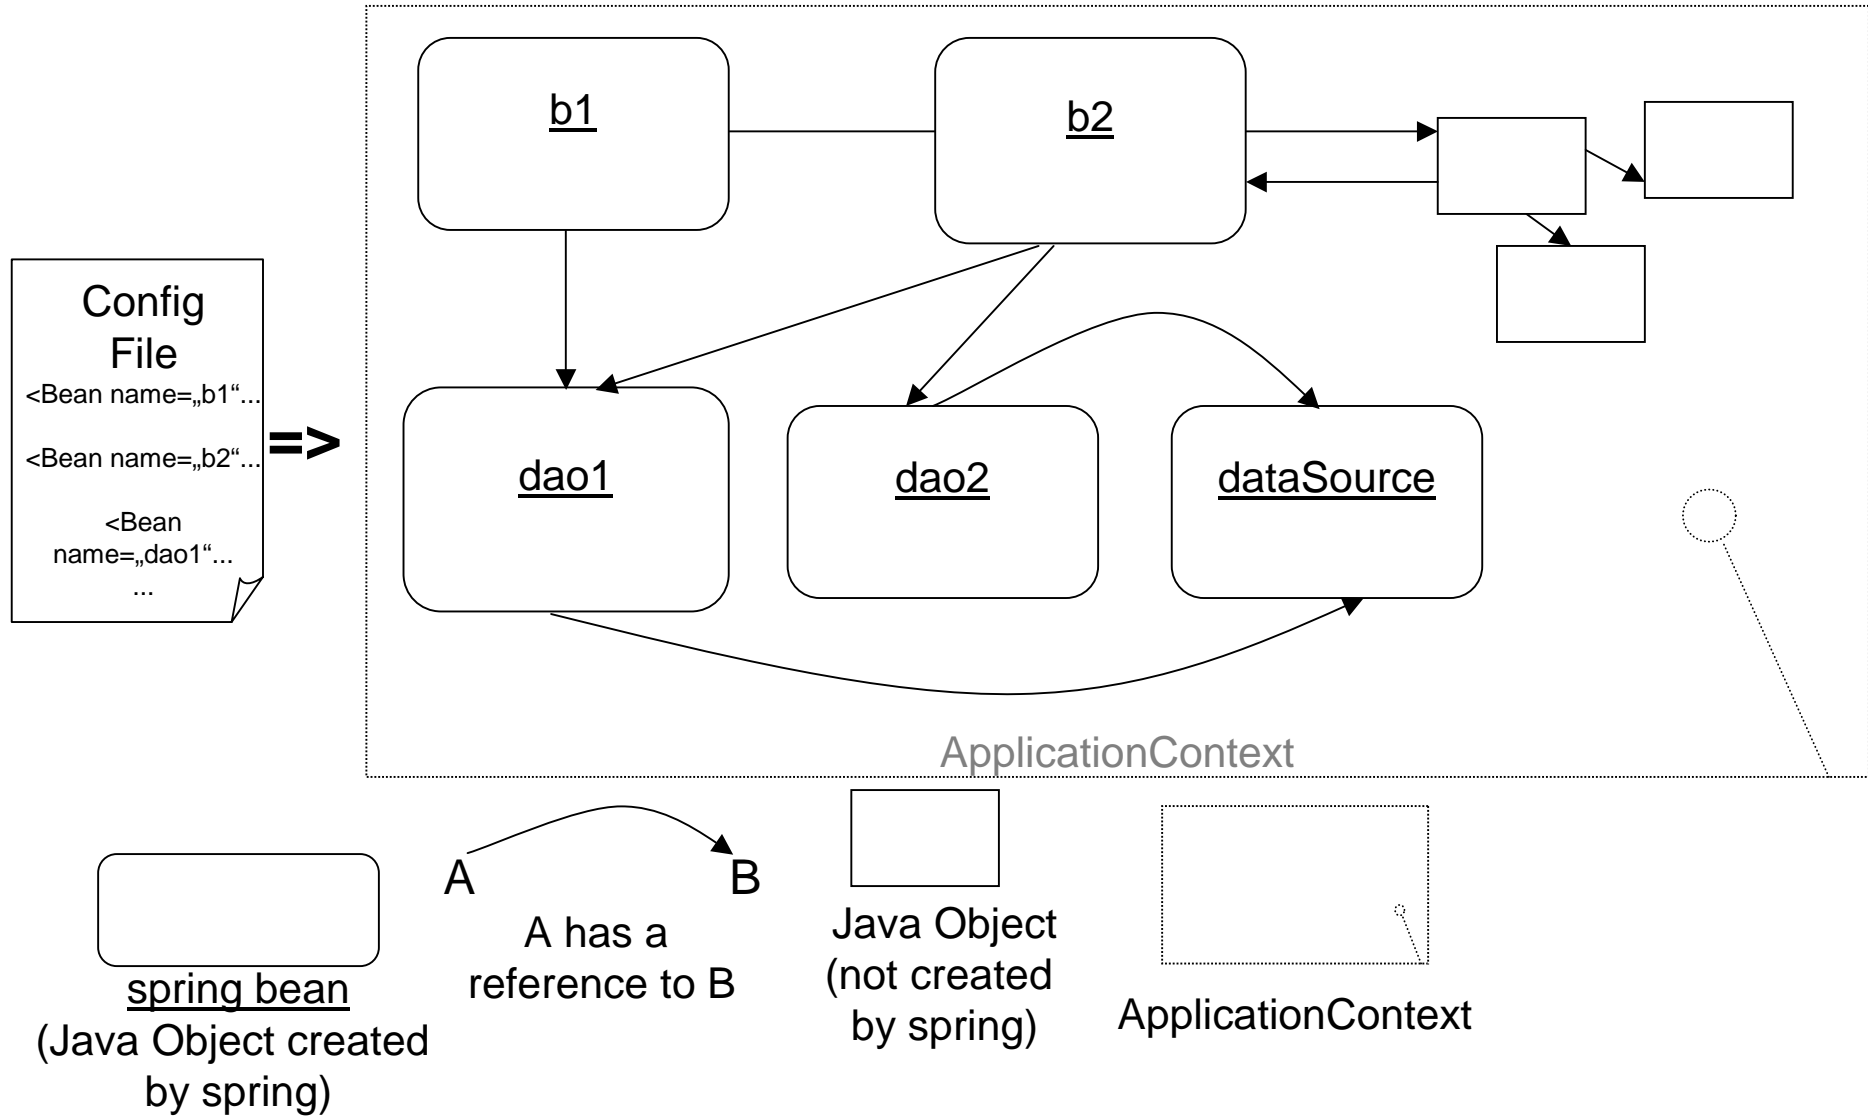 Config
File
<Bean name=„b1“...
<Bean name=„b2“...
<Bean
name=„dao1“...
...
=>
b1
b2
dao1
dao2
dataSource
ApplicationContext
spring bean
(Java Object created
by spring)
A
B
A has a
reference to B
Java Object
(not created
by spring)
ApplicationContext